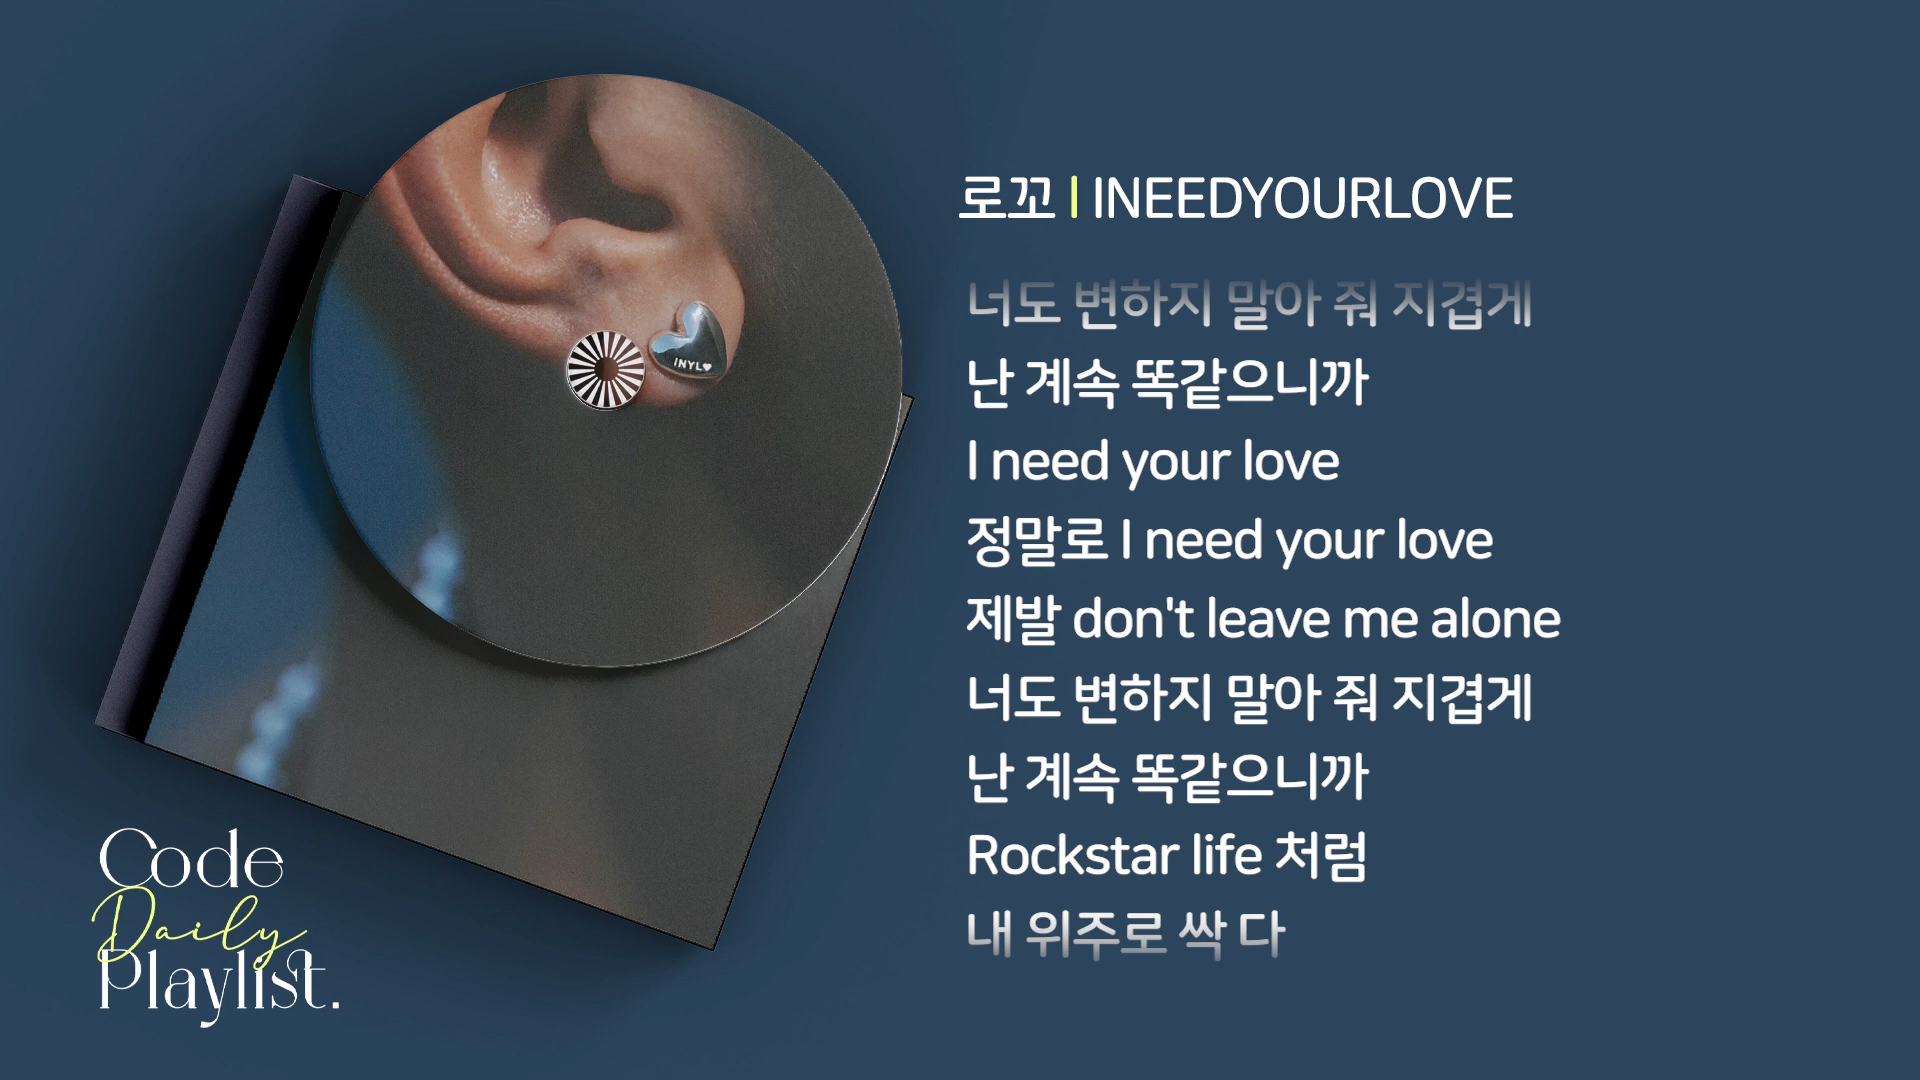 로꼬 | INEEDYOURLOVE
너도 변하지 말아 줘 지겹게
난 계속 똑같으니까
I need your love
정말로 I need your love
제발 don't leave me alone
너도 변하지 말아 줘 지겹게
난 계속 똑같으니까
Rockstar life 처럼
내 위주로 싹 다
INYL♥
Code
Daily
Playlist.